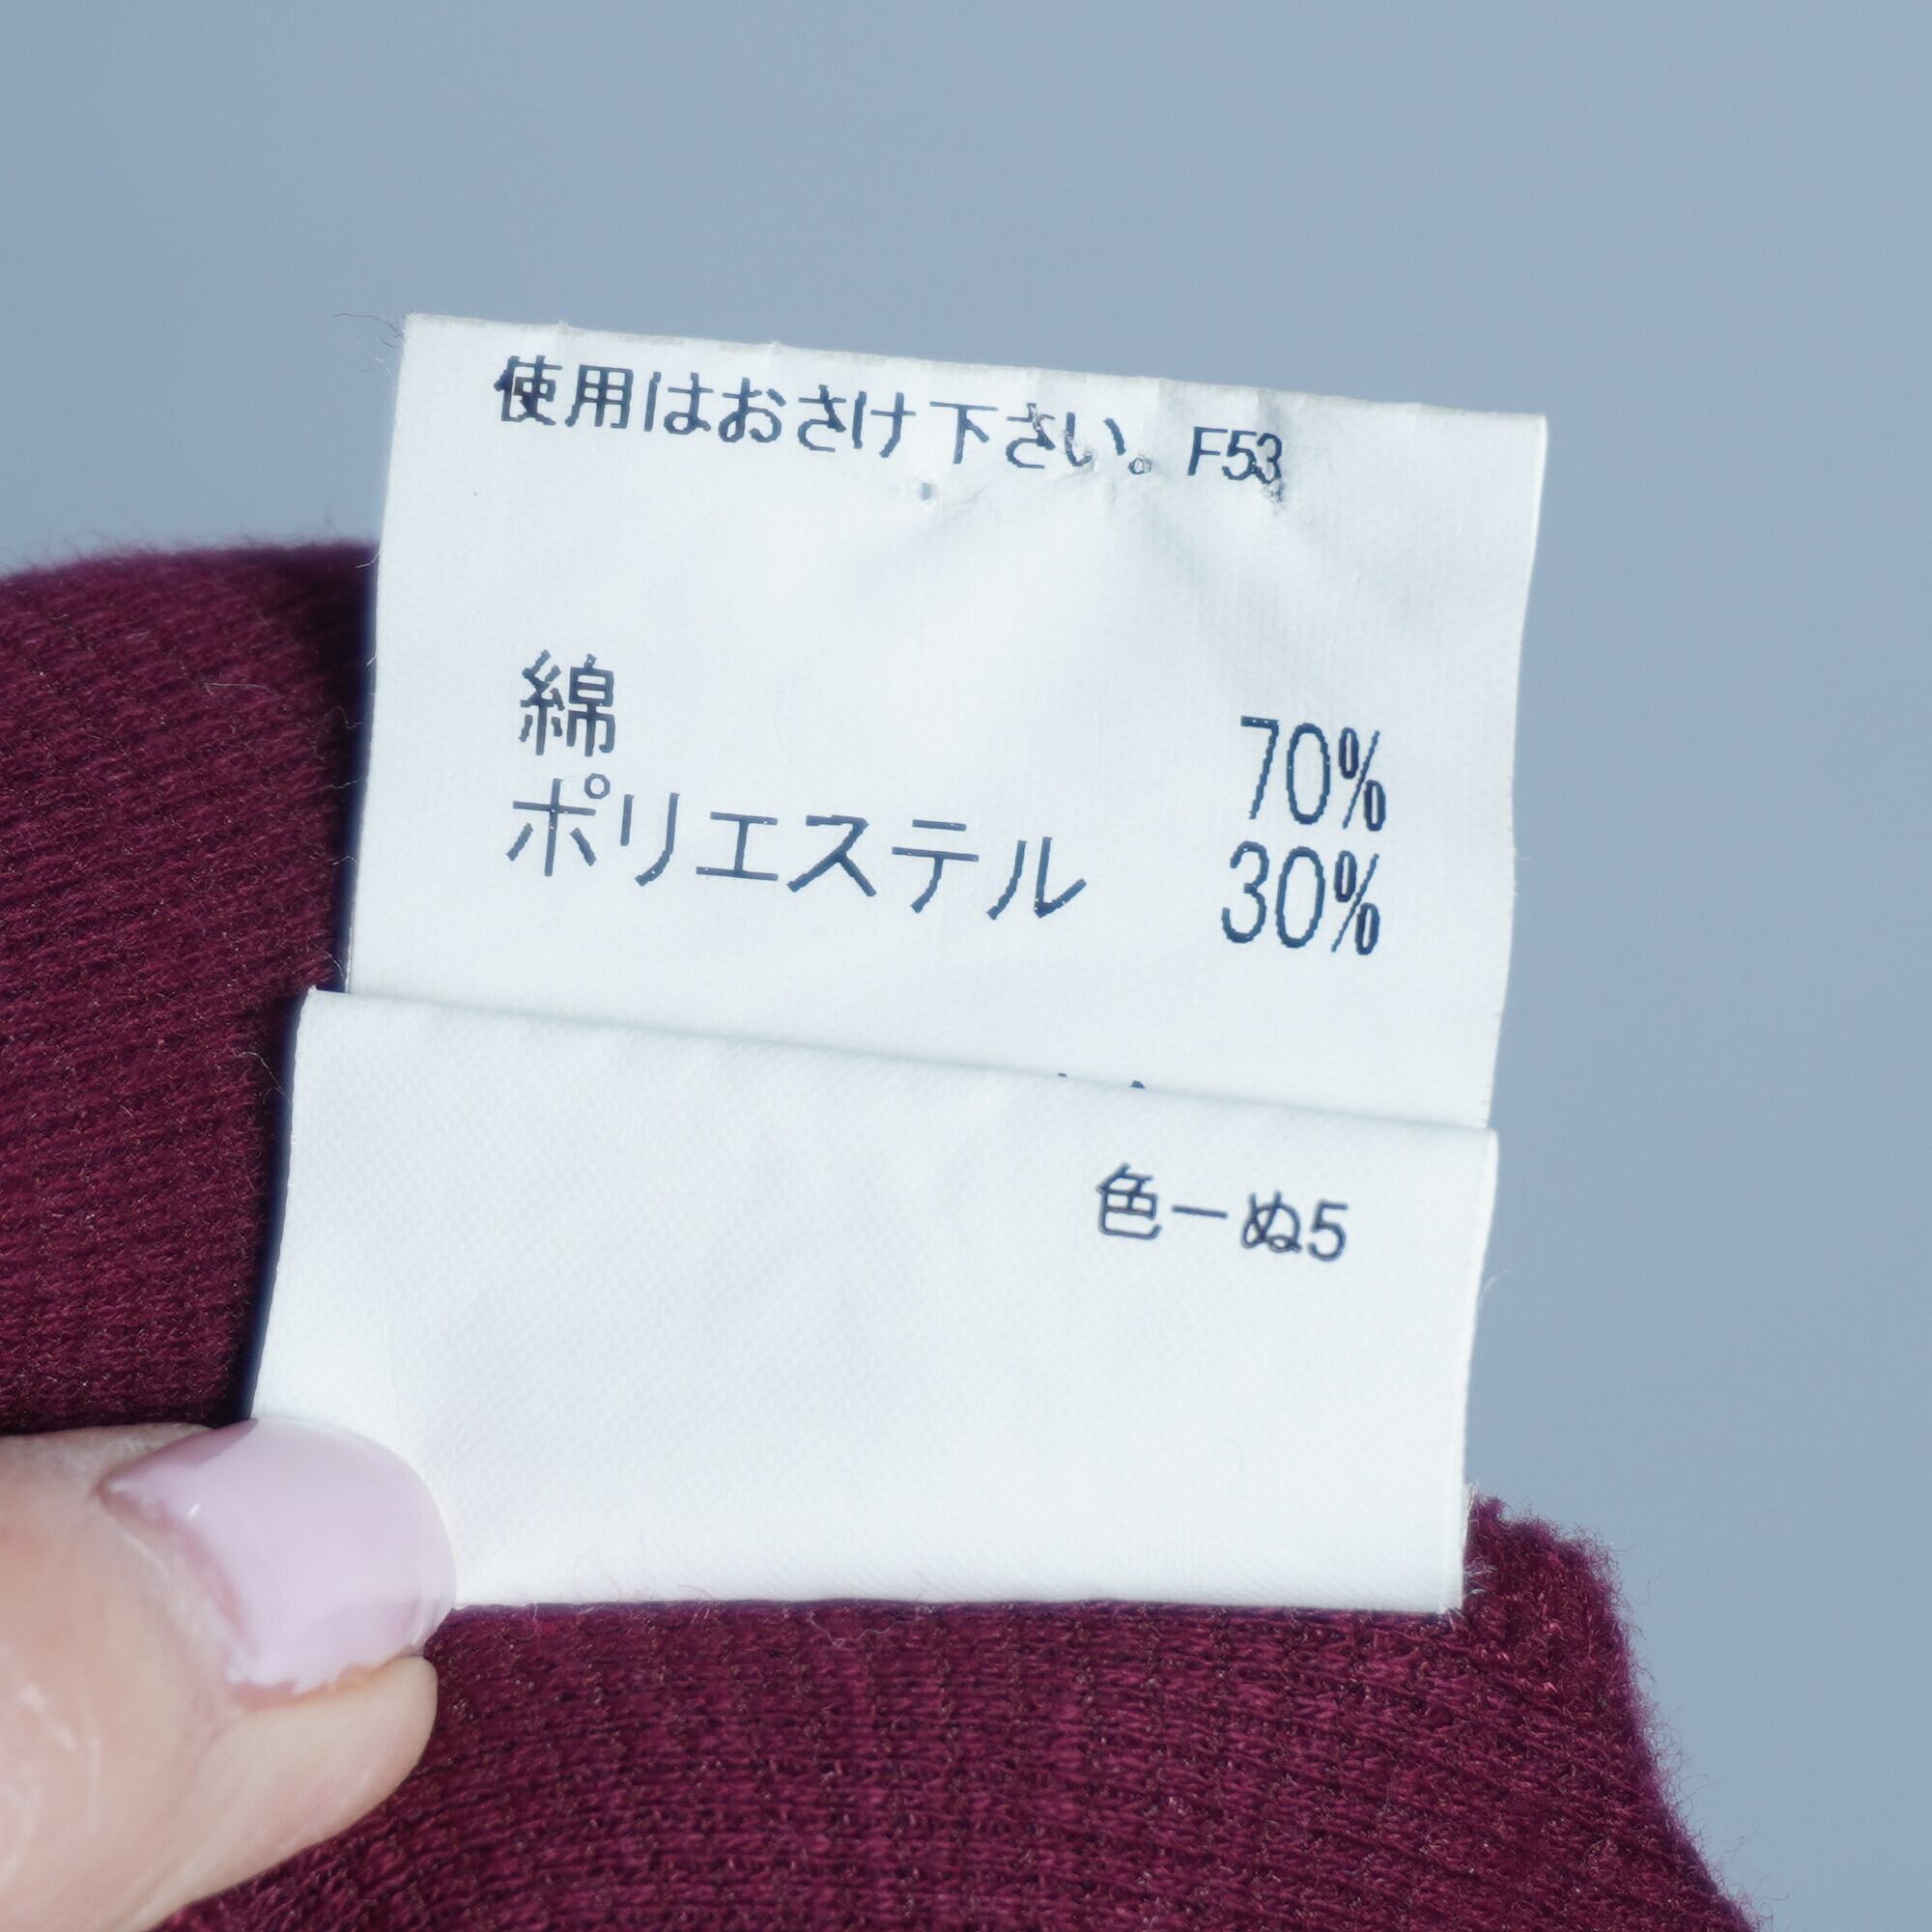 使用はおさけ下さい。F53
綿 70%
ポリエステル 30%
色ーぬ5